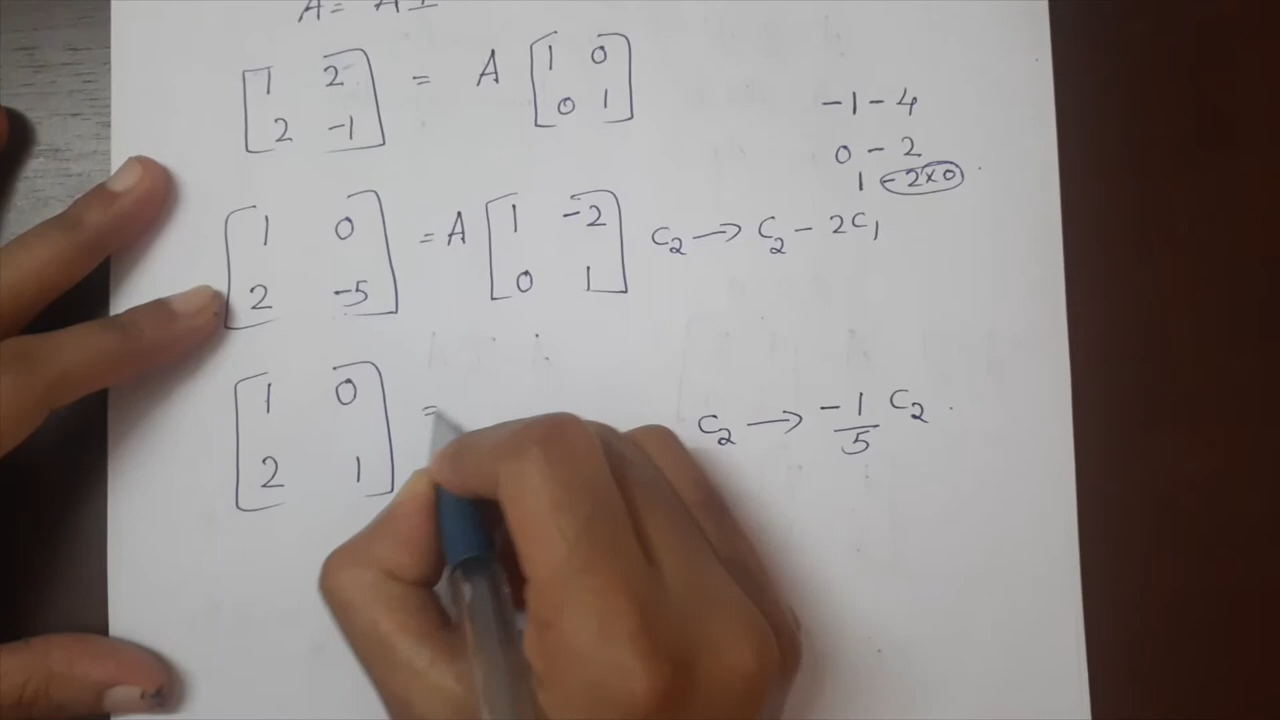 A = AI
[1 2
2 -1] = A [1 0
0 1]
-1 - 4
0 - 2
1 - 2×0
[1 0
2 -5] = A [1 -2
0 1] C₂ → C₂ - 2C₁
[1 0
2 1] = C₂ → -1/5 C₂